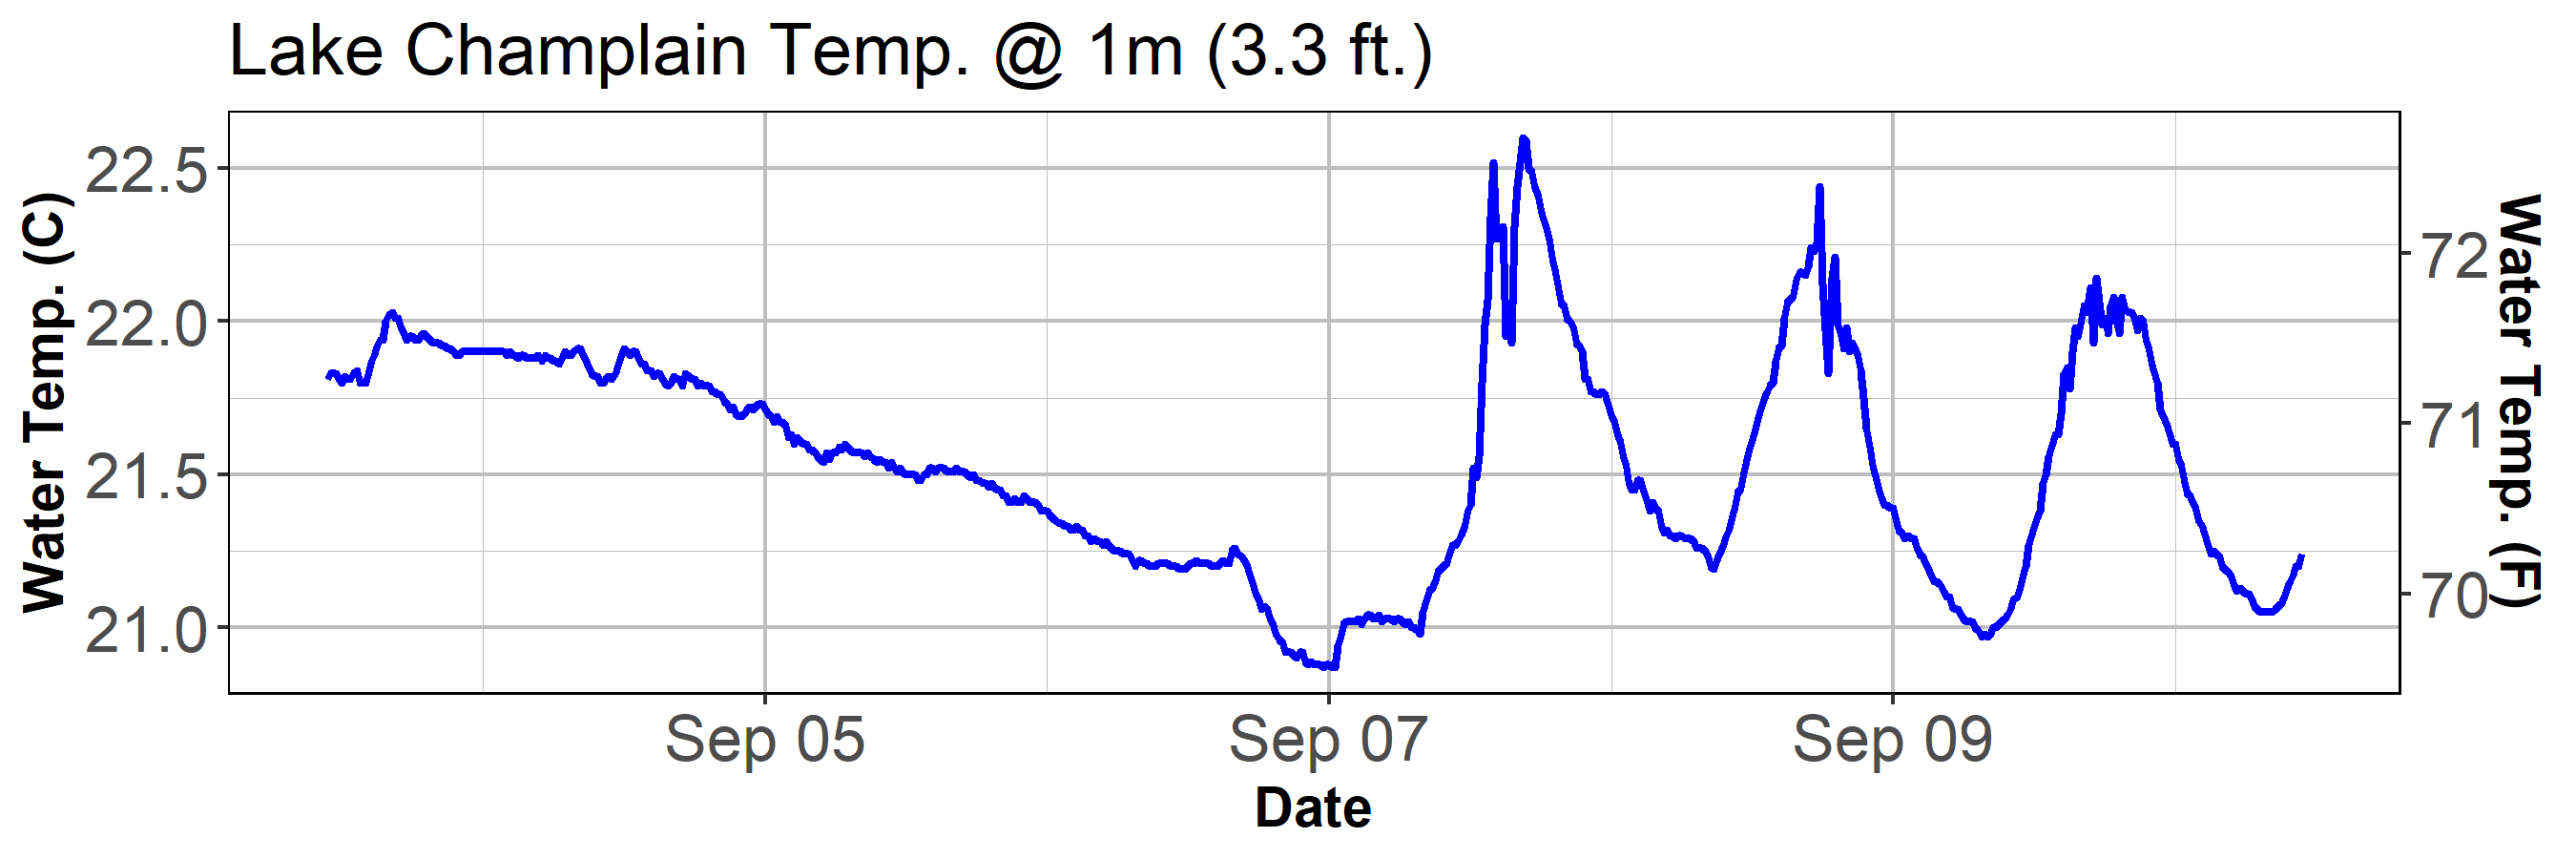 Lake Champlain Temp. @ 1m (3.3 ft.)
Water Temp. (C)
22.5
22.0
21.5
21.0
72
71
70
Water Temp. (F)
Sep 05
Sep 07
Sep 09
Date